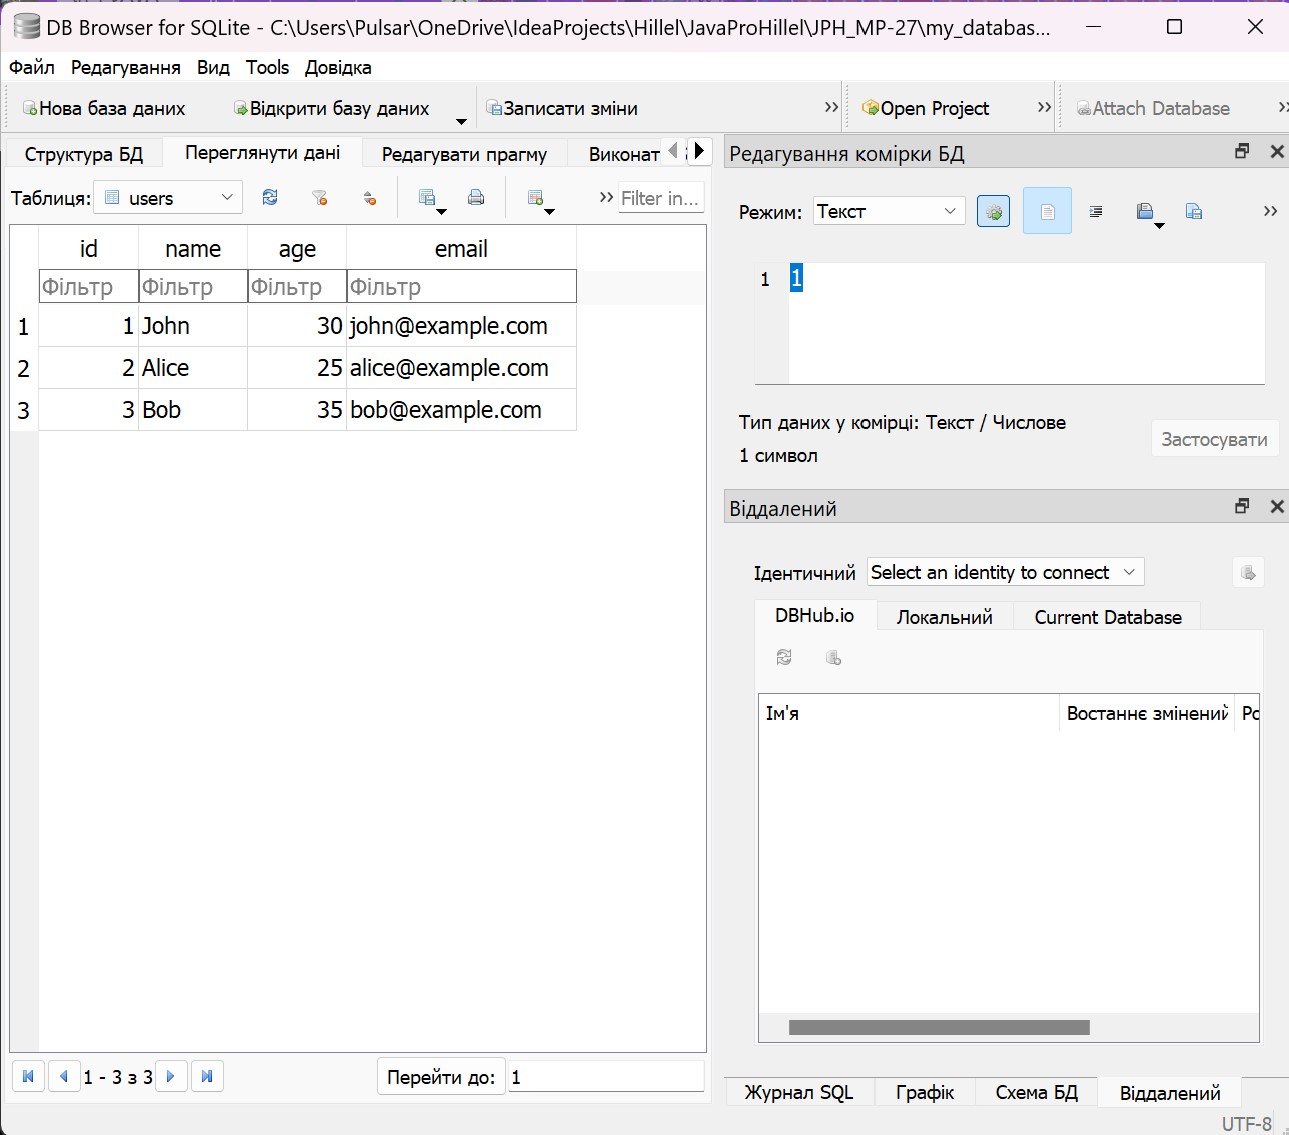 DB Browser for SQLite - C:\Users\Pulsar\OneDrive\IdeaProjects\Hillel\JavaProHillel\JPH_MP-27\my_databas...
Файл Редагування Вид Tools Довідка
Нова база даних Відкрити базу даних Записати зміни Open Project Attach Database
Структура БД Переглянути дані Редагувати прагму Виконат
Таблиця: users Filter in...
id name age email
Фільтр Фільтр Фільтр Фільтр
1 1 John 30 john@example.com
2 2 Alice 25 alice@example.com
3 3 Bob 35 bob@example.com
1 - 3 з 3 Перейти до: 1
Редагування комірки БД
Режим: Текст
1 1
Тип даних у комірці: Текст / Числове
1 символ
Застосувати
Віддалений
Ідентичний Select an identity to connect
DBHub.io Локальний Current Database
Ім'я Востаннє змінений Ро
Журнал SQL Графік Схема БД Віддалений
UTF-8